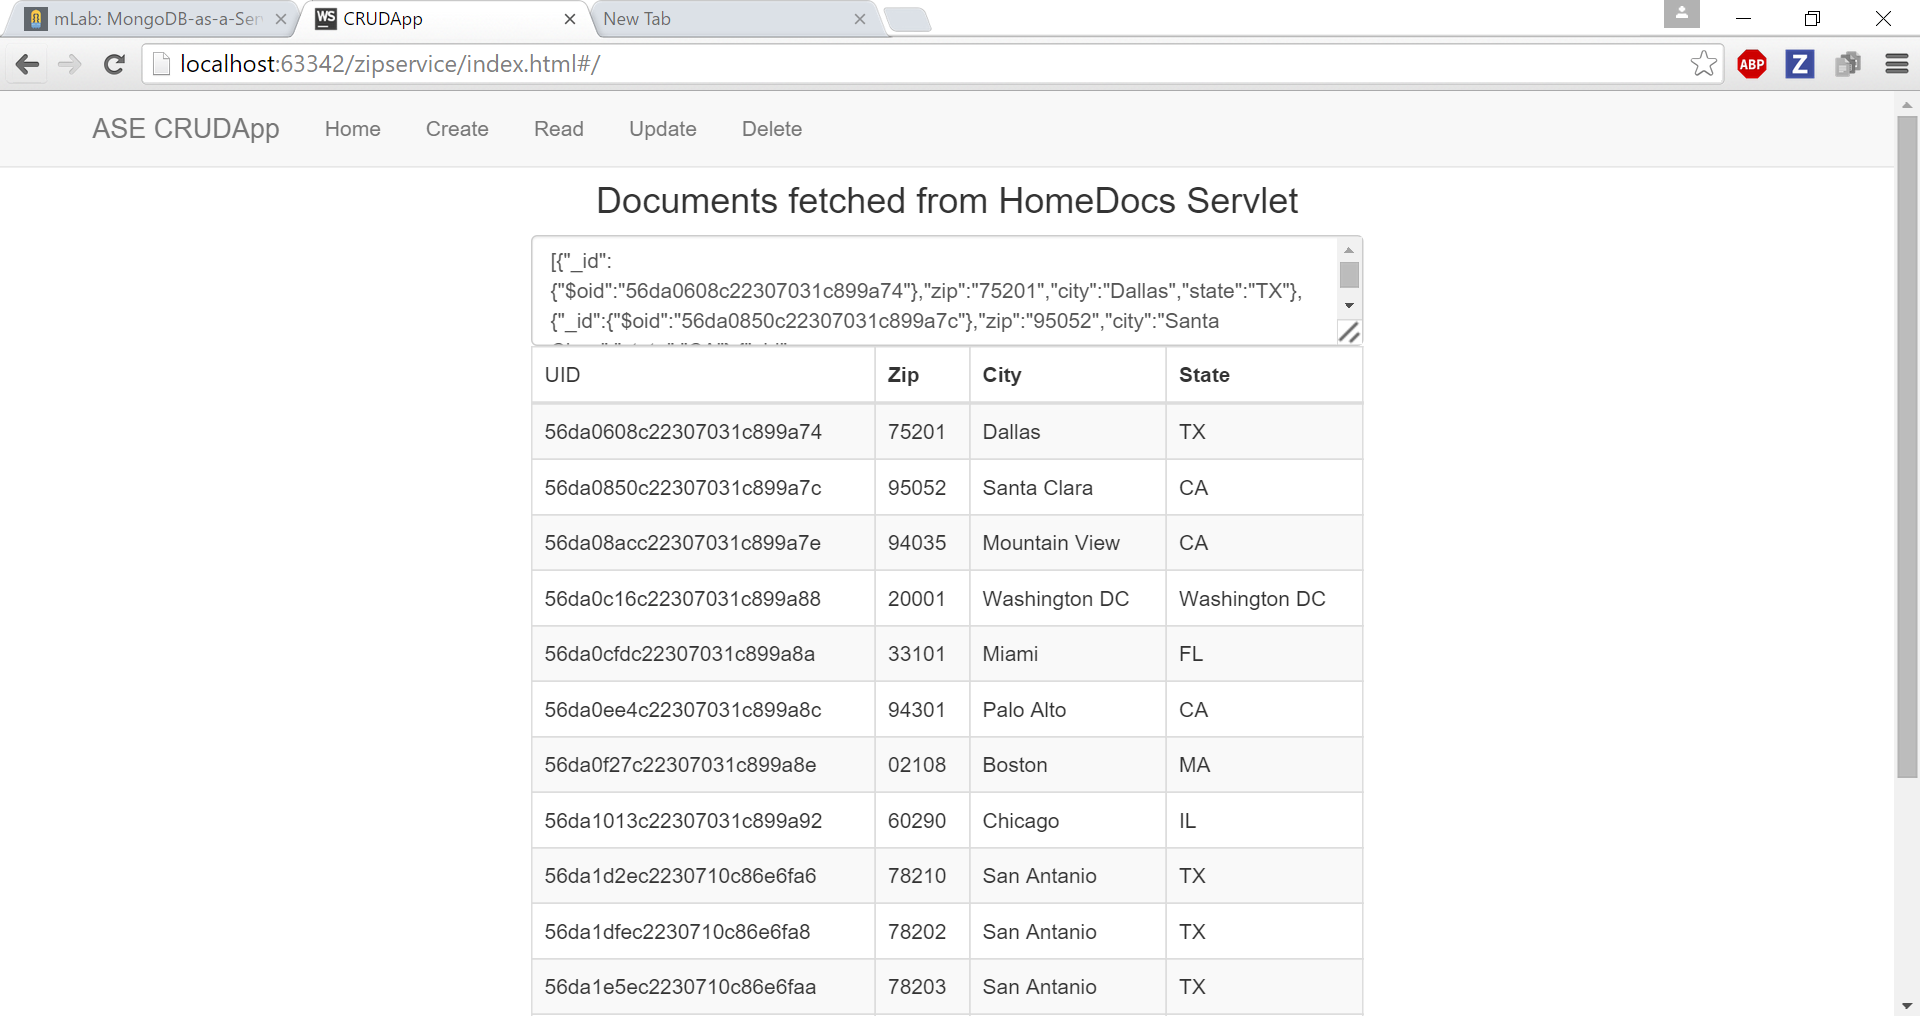 mLab: MongoDB-as-a-Ser
WS CRUDApp
New Tab
localhost:63342/zipservice/index.html#/
ABP
Z
ASE CRUDApp Home Create Read Update Delete
Documents fetched from HomeDocs Servlet
[{"_id":
{"$oid":"56da0608c22307031c899a74"},"zip":"75201","city":"Dallas","state":"TX"},
{"_id":{"$oid":"56da0850c22307031c899a7c"},"zip":"95052","city":"Santa
UID Zip City State
56da0608c22307031c899a74 75201 Dallas TX
56da0850c22307031c899a7c 95052 Santa Clara CA
56da08acc22307031c899a7e 94035 Mountain View CA
56da0c16c22307031c899a88 20001 Washington DC Washington DC
56da0cfdc22307031c899a8a 33101 Miami FL
56da0ee4c22307031c899a8c 94301 Palo Alto CA
56da0f27c22307031c899a8e 02108 Boston MA
56da1013c22307031c899a92 60290 Chicago IL
56da1d2ec2230710c86e6fa6 78210 San Antanio TX
56da1dfec2230710c86e6fa8 78202 San Antanio TX
56da1e5ec2230710c86e6faa 78203 San Antanio TX